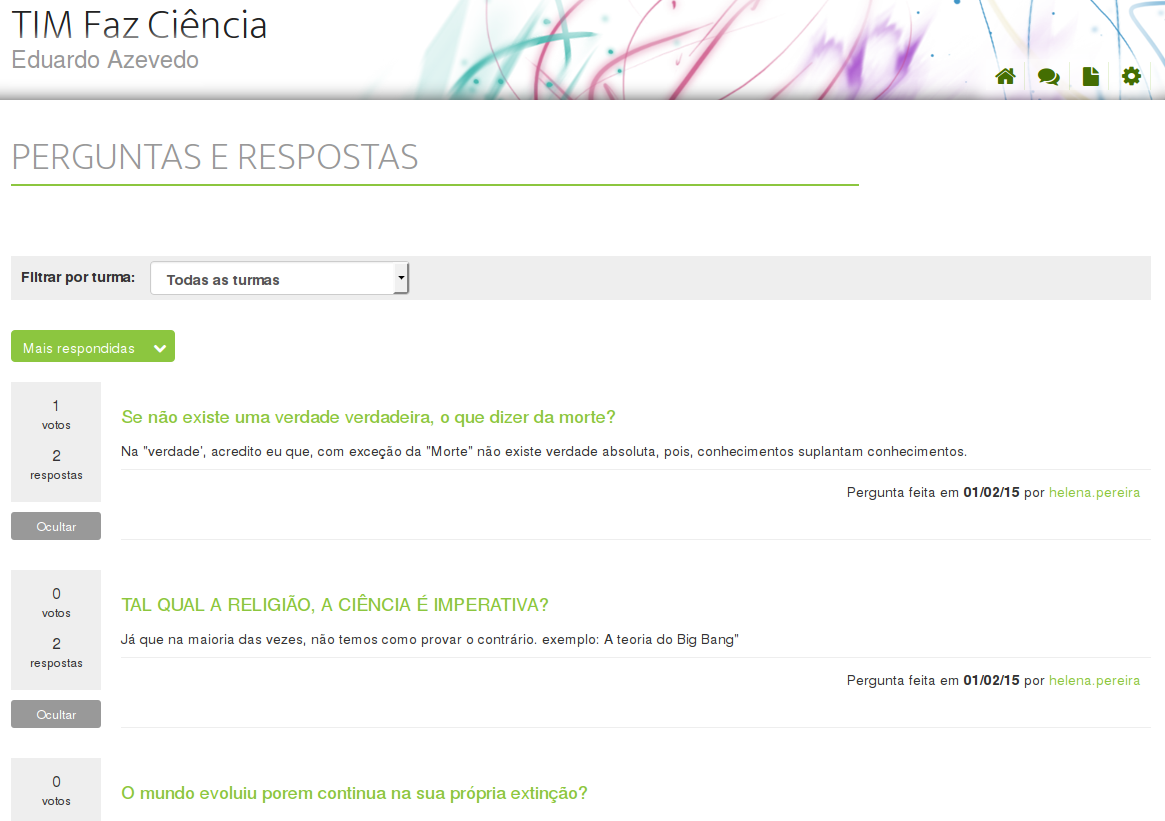 TIM Faz Ciência
Eduardo Azevedo
PERGUNTAS E RESPOSTAS
Filtrar por turma:
Todas as turmas
Mais respondidas
1
votos
2
respostas
Ocultar
Se não existe uma verdade verdadeira, o que dizer da morte?
Na "verdade', acredito eu que, com exceção da "Morte" não existe verdade absoluta, pois, conhecimentos suplantam conhecimentos.
Pergunta feita em 01/02/15 por helena.pereira
0
votos
2
respostas
Ocultar
TAL QUAL A RELIGIÃO, A CIÊNCIA É IMPERATIVA?
Já que na maioria das vezes, não temos como provar o contrário. exemplo: A teoria do Big Bang"
Pergunta feita em 01/02/15 por helena.pereira
0
votos
O mundo evoluiu porem continua na sua própria extinção?